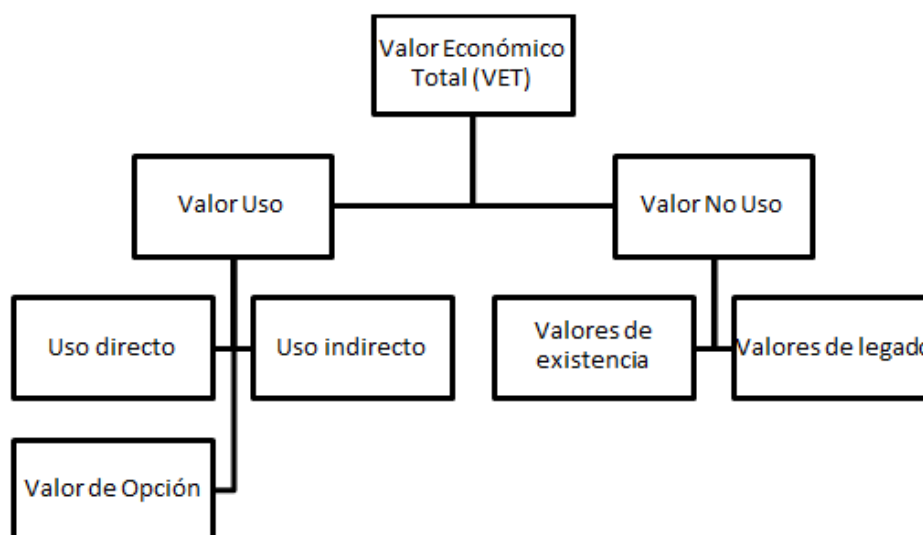 Valor Económico
Total (VET)
Valor Uso
Valor No Uso
Uso directo
Uso indirecto
Valores de
existencia
Valores de legado
Valor de Opción